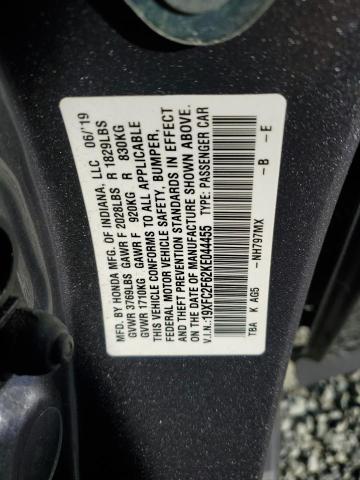 MFD. BY HONDA MFG. OF INDIANA, LLC 06/19
GVWR 3769LBS GAWR F 2028LBS R 1829LBS
GVWR 1710KG GAWR F 920KG R 830KG
THIS VEHICLE CONFORMS TO ALL APPLICABLE
FEDERAL MOTOR VEHICLE SAFETY, BUMPER,
AND THEFT PREVENTION STANDARDS IN EFFECT
ON THE DATE OF MANUFACTURE SHOWN ABOVE.
V.I.N.:19XFC2F62KE044455 TYPE: PASSENGER CAR
-NH797MX -B -E
TBA K AG5